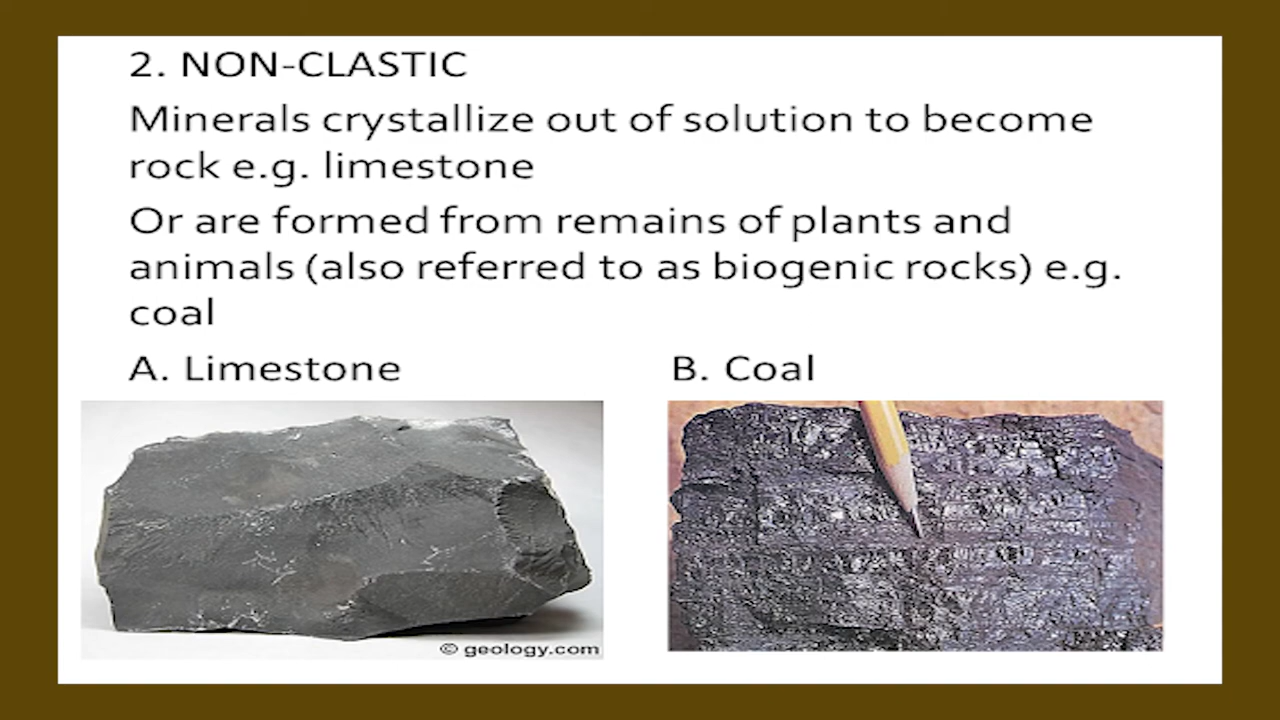 2. NON-CLASTIC
Minerals crystallize out of solution to become
rock e.g. limestone
Or are formed from remains of plants and
animals (also referred to as biogenic rocks) e.g.
coal
A. Limestone
B. Coal
© geology.com